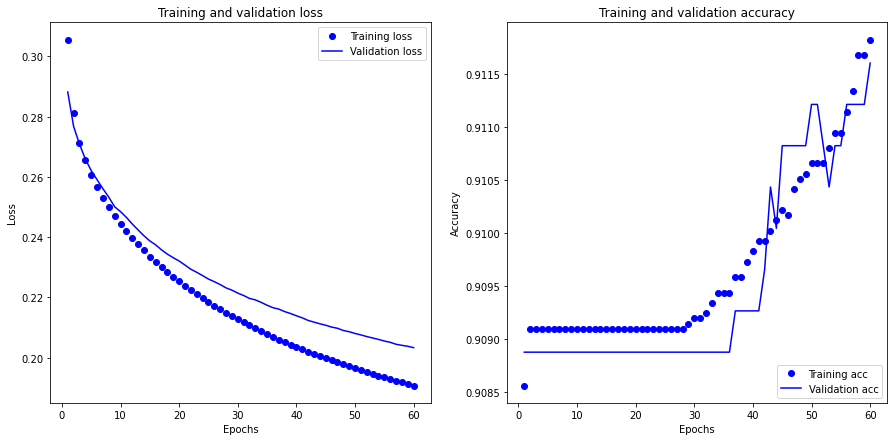 Training and validation loss
Training loss
Validation loss
0.30
0.28
0.26
0.24
0.22
0.20
Loss
0 10 20 30 40 50 60
Epochs
Training and validation accuracy
0.9115
0.9110
0.9105
0.9100
0.9095
0.9090
0.9085
Accuracy
Training acc
Validation acc
0 10 20 30 40 50 60
Epochs